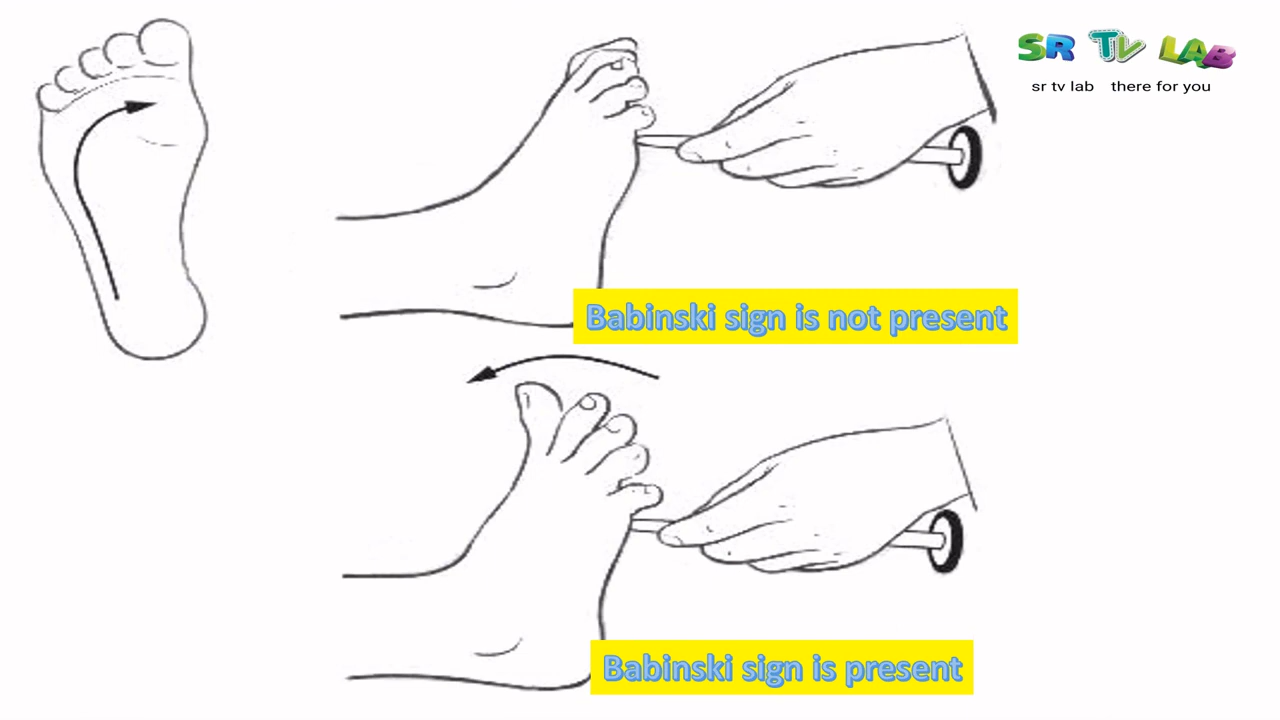 SR TV LAB
sr tv lab there for you
Babinski sign is not present
Babinski sign is present